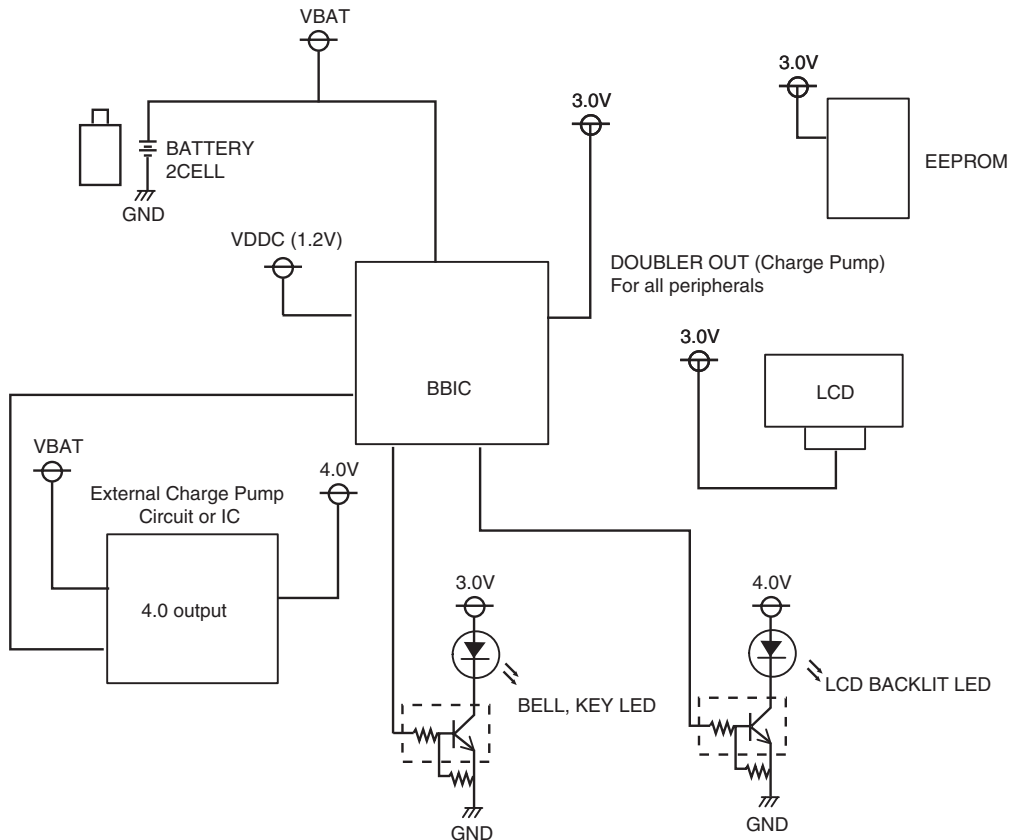 VBAT
3.0V
3.0V
BATTERY
2CELL
EEPROM
GND
VDDC (1.2V)
DOUBLER OUT (Charge Pump)
For all peripherals
3.0V
BBIC
LCD
VBAT
4.0V
External Charge Pump
Circuit or IC
4.0 output
3.0V
4.0V
BELL, KEY LED
LCD BACKLIT LED
GND
GND